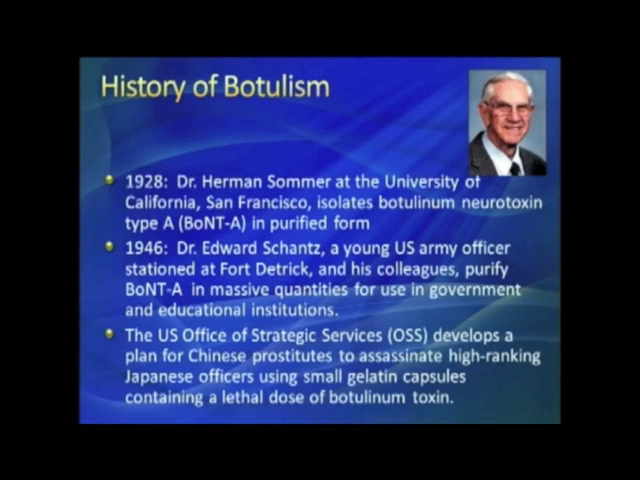 History of Botulism
1928: Dr. Herman Sommer at the University of
California, San Francisco, isolates botulinum neurotoxin
type A (BoNT-A) in purified form
1946: Dr. Edward Schantz, a young US army officer
stationed at Fort Detrick, and his colleagues, purify
BoNT-A in massive quantities for use in government
and educational institutions.
The US Office of Strategic Services (OSS) develops a
plan for Chinese prostitutes to assassinate high-ranking
Japanese officers using small gelatin capsules
containing a lethal dose of botulinum toxin.